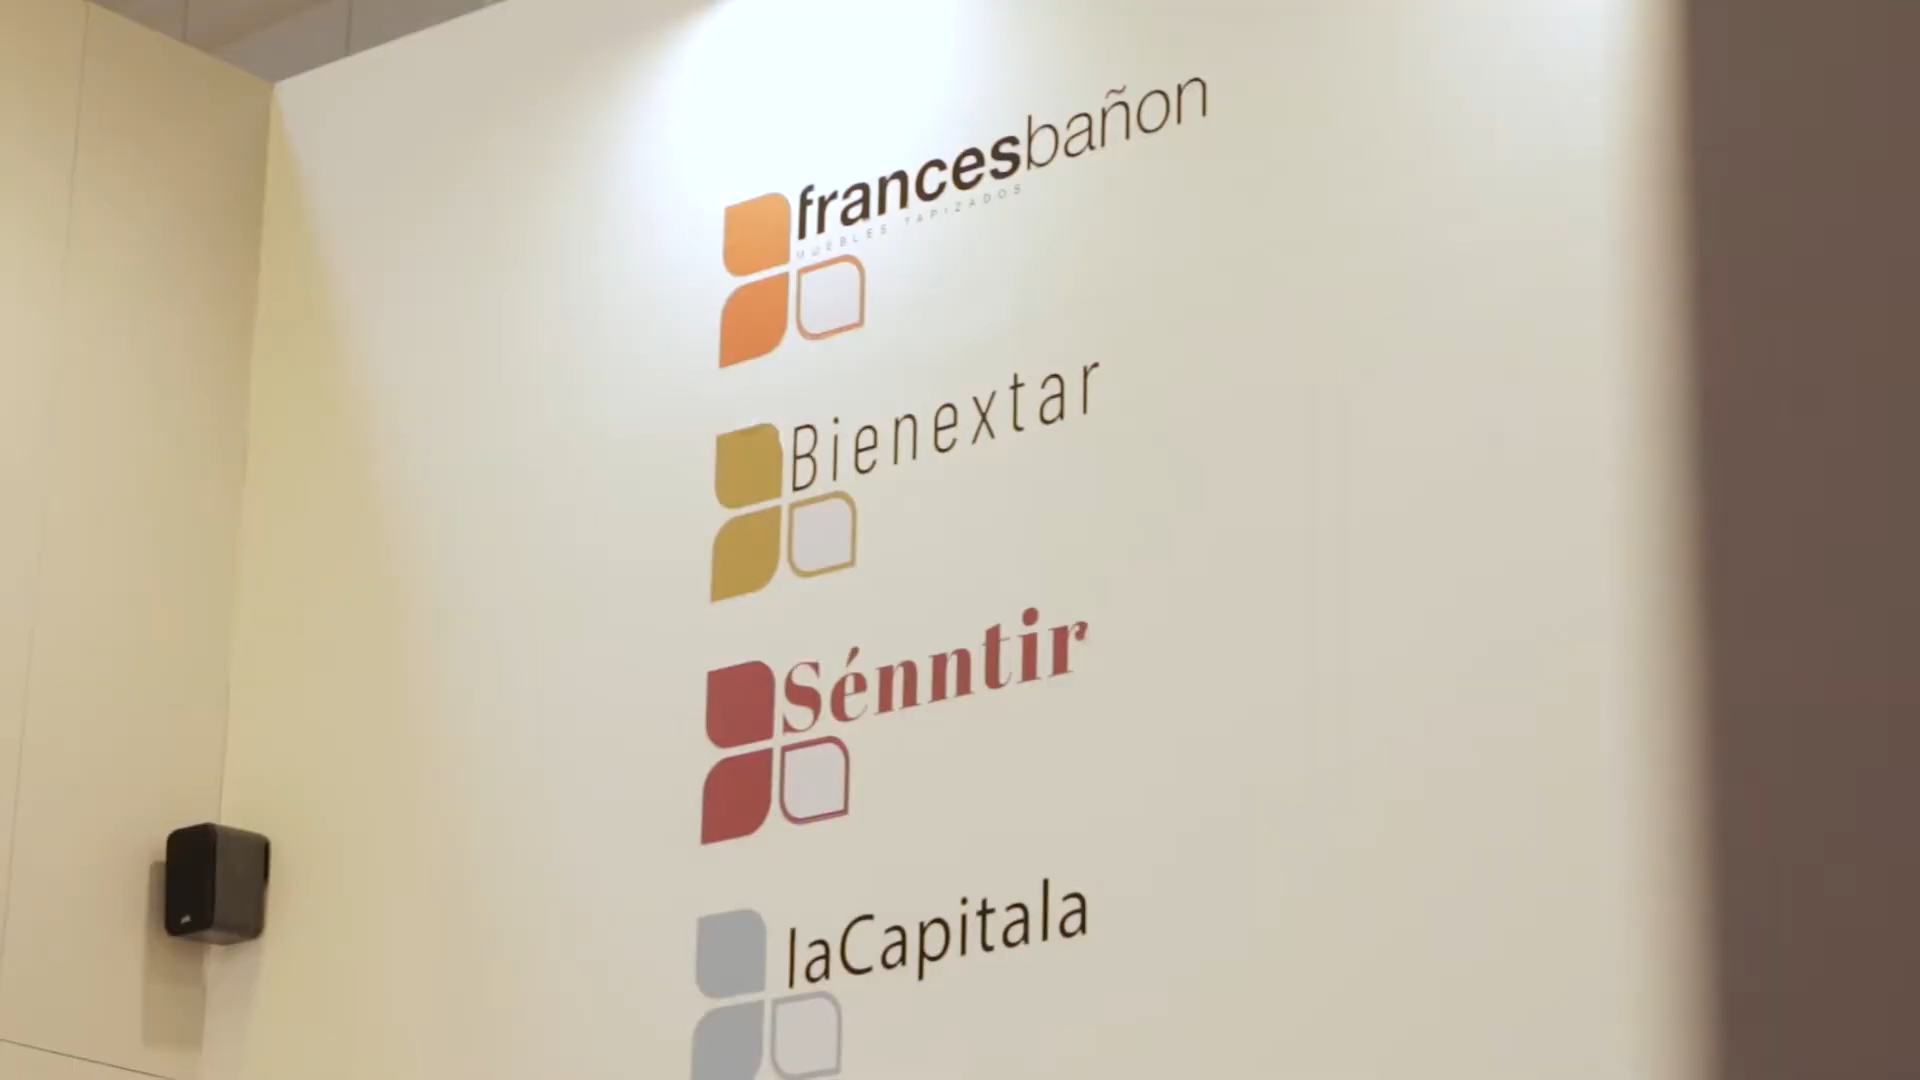 francesbañon
MUEBLES TAPIZADOS
Bienextar
Sénntir
laCapitala